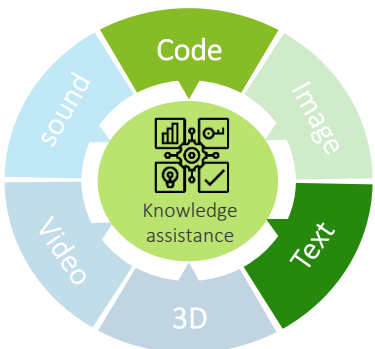 Code
Image
Text
3D
Video
sound
Knowledge
assistance